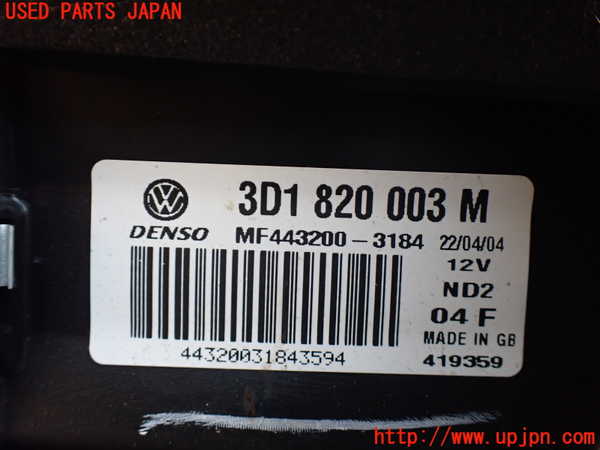 USED PARTS JAPAN
VW 3D1 820 003 M
DENSO MF443200-3184 22/04/04
12V
ND2
04 F
MADE IN GB
44320031843594 419359
http://www.upjpn.com/